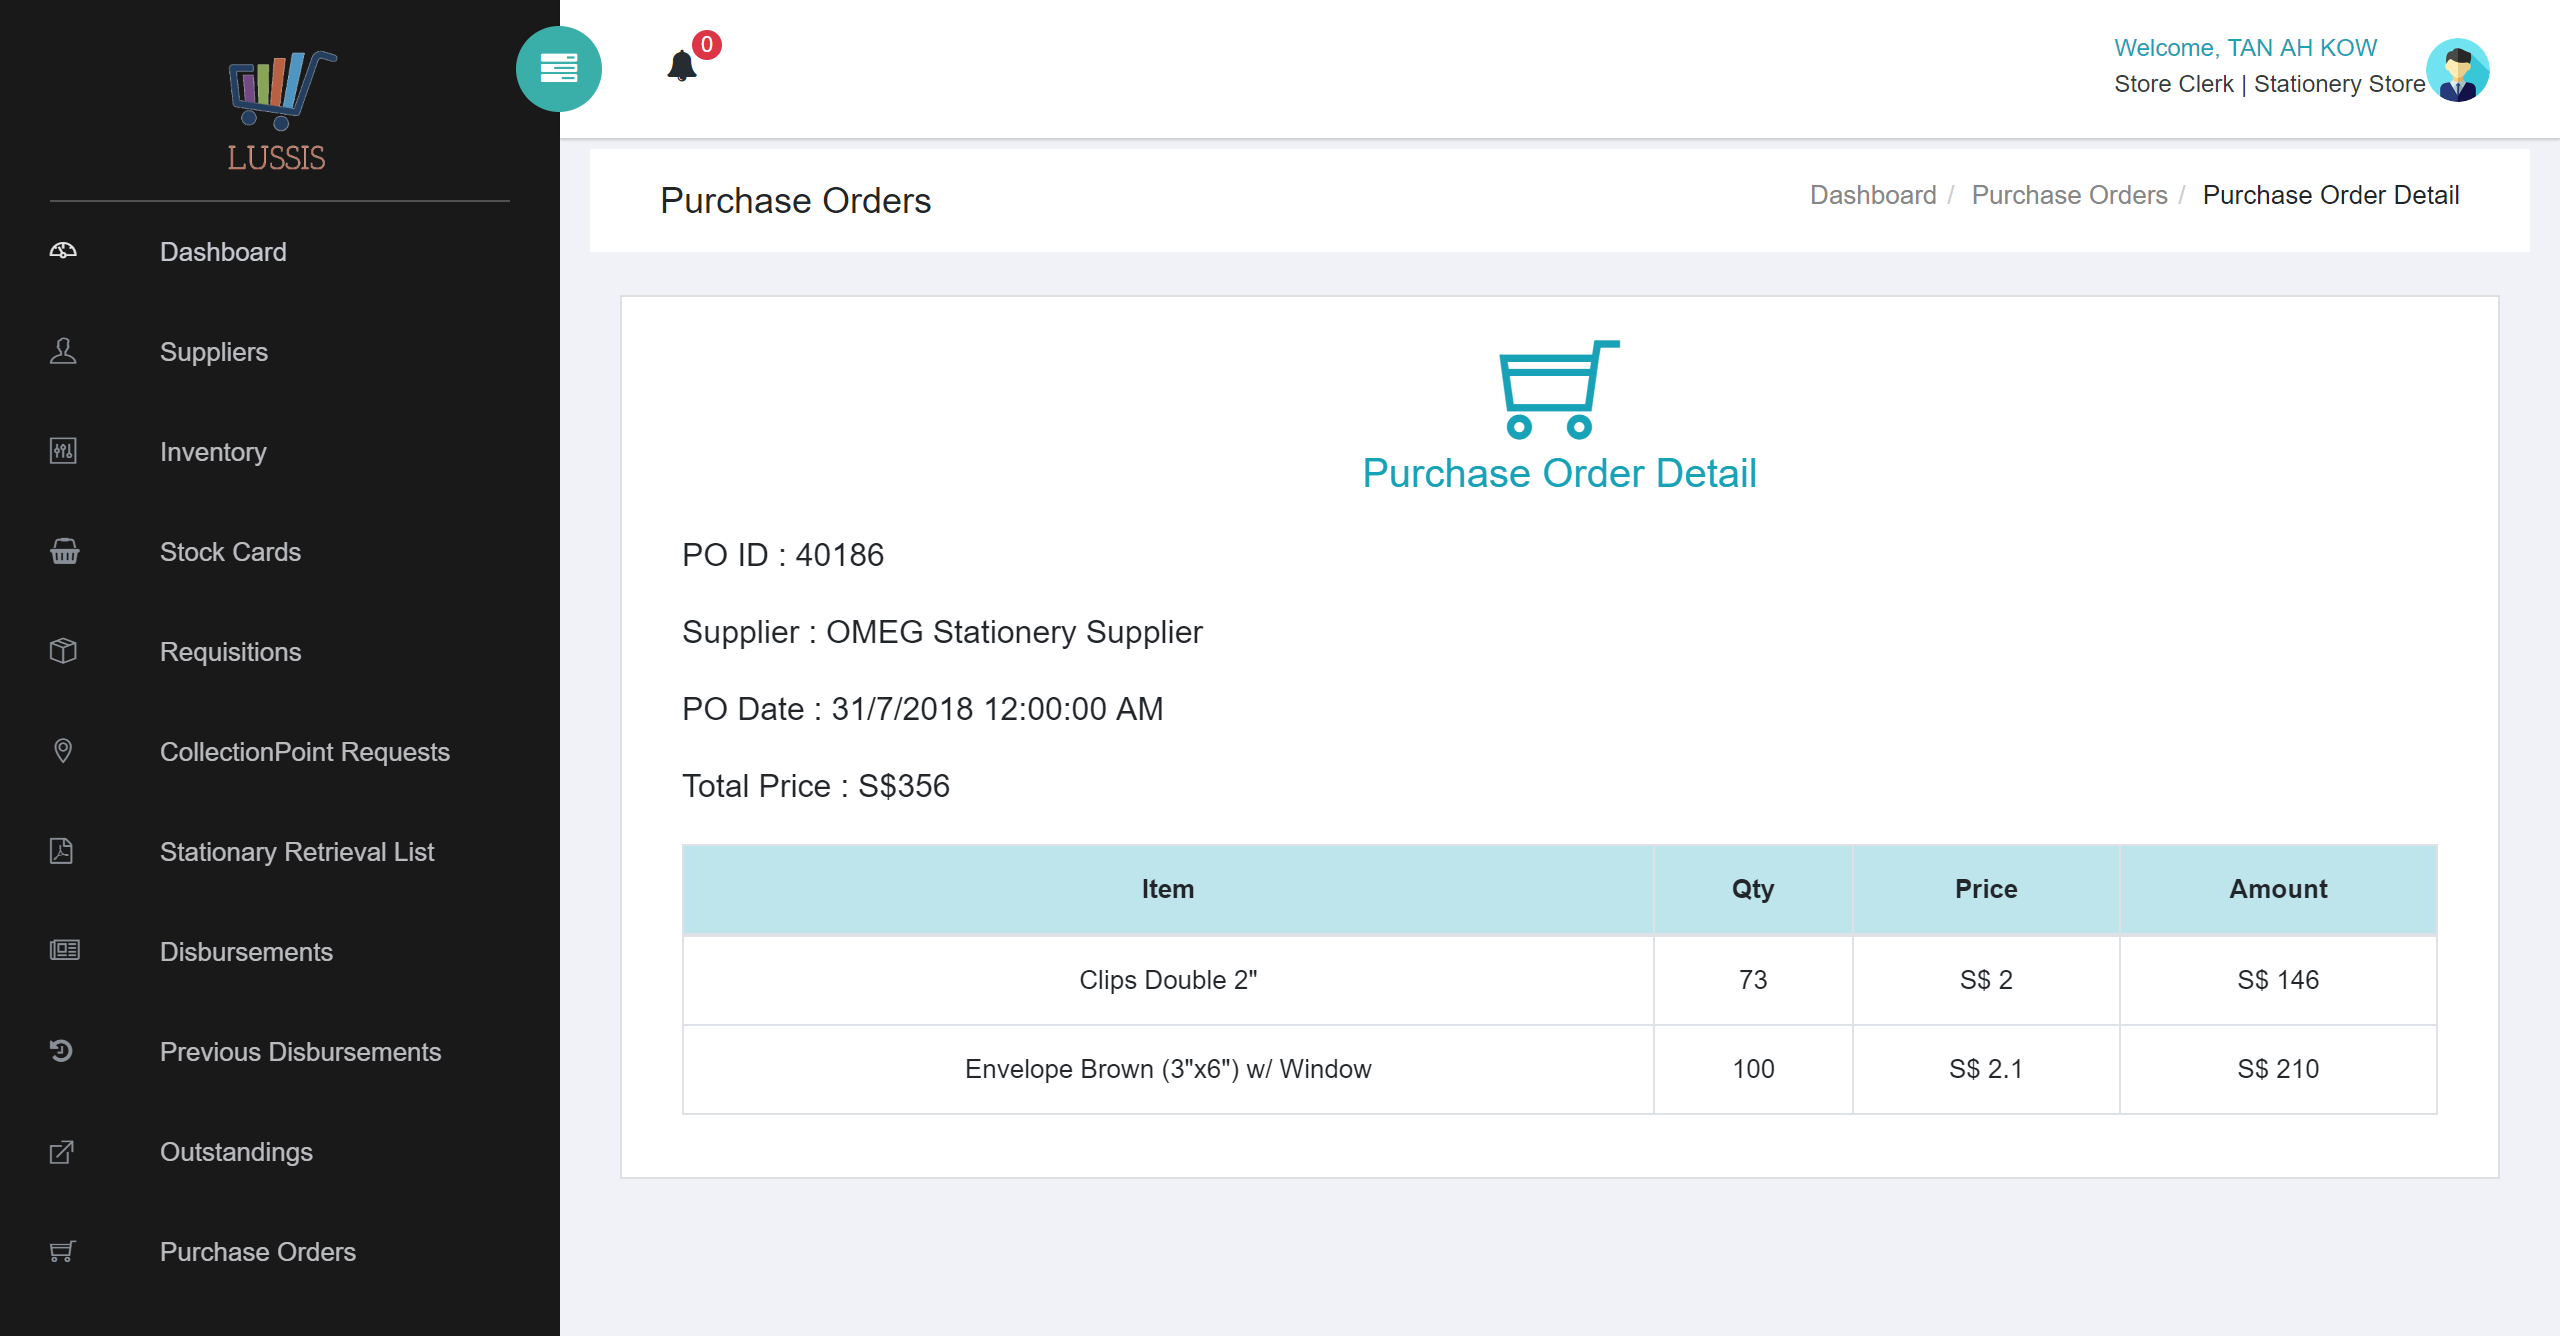 LUSSIS
Dashboard
Suppliers
Inventory
Stock Cards
Requisitions
CollectionPoint Requests
Stationary Retrieval List
Disbursements
Previous Disbursements
Outstandings
Purchase Orders
0
Welcome, TAN AH KOW
Store Clerk | Stationery Store
Purchase Orders
Dashboard / Purchase Orders / Purchase Order Detail
Purchase Order Detail
PO ID : 40186
Supplier : OMEG Stationery Supplier
PO Date : 31/7/2018 12:00:00 AM
Total Price : S$356
Item Qty Price Amount
Clips Double 2" 73 S$ 2 S$ 146
Envelope Brown (3"x6") w/ Window 100 S$ 2.1 S$ 210